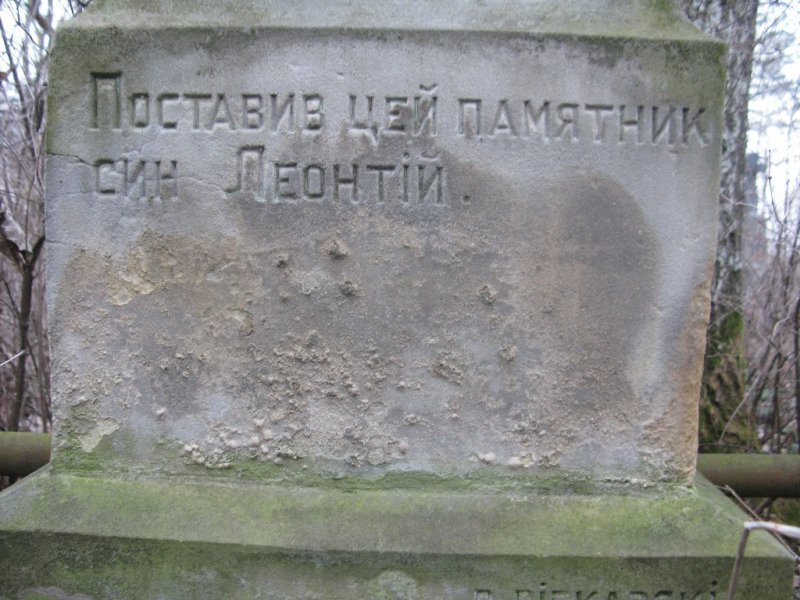 Поставив цей памятник
син Леонтій.